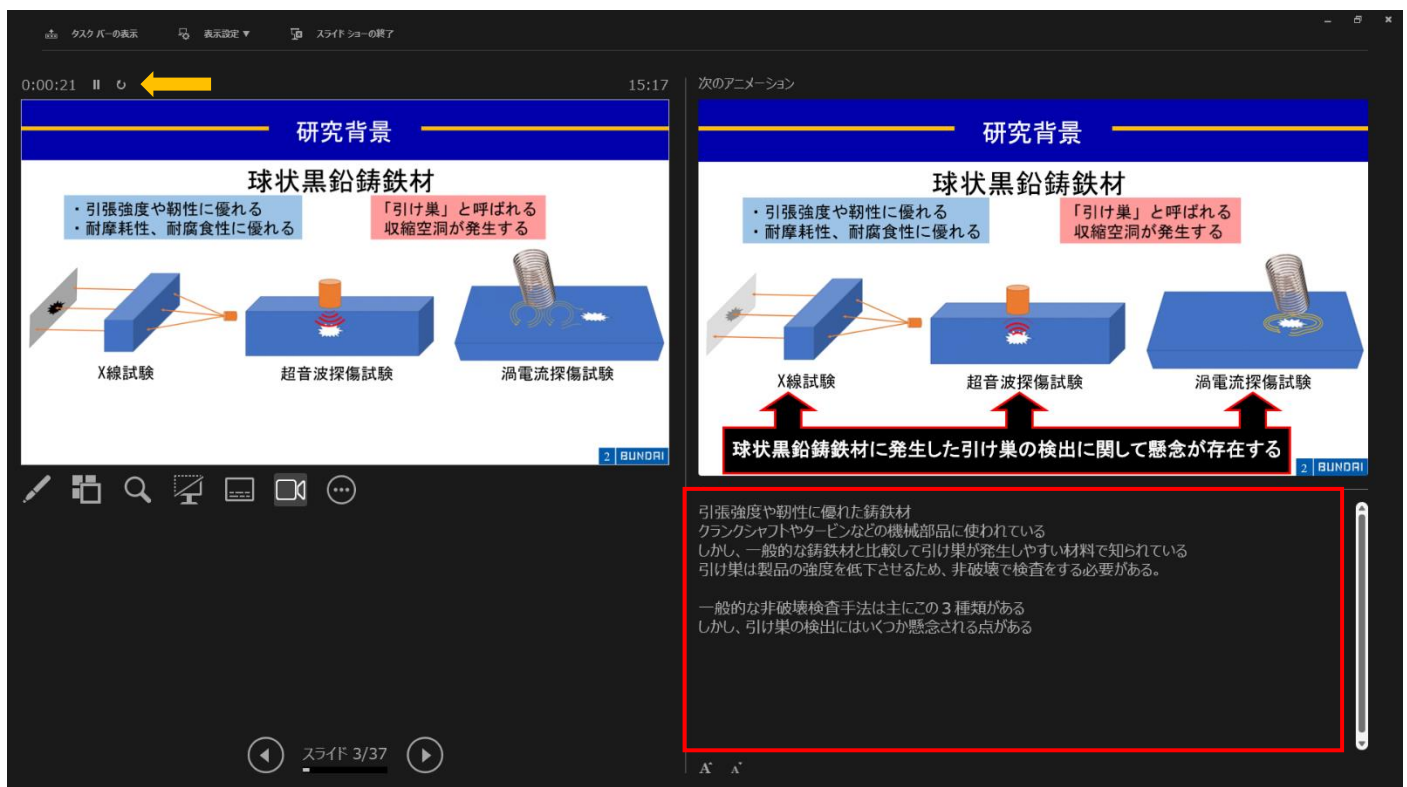 タスク バーの表示
表示設定 ▼
スライド ショーの終了
0:00:21
15:17
研究背景
球状黒鉛鋳鉄材
・引張強度や靭性に優れる
・耐摩耗性、耐腐食性に優れる
「引け巣」と呼ばれる
収縮空洞が発生する
X線試験
超音波探傷試験
渦電流探傷試験
2 BUNDAI
スライド 3/37
次のアニメーション
研究背景
球状黒鉛鋳鉄材
・引張強度や靭性に優れる
・耐摩耗性、耐腐食性に優れる
「引け巣」と呼ばれる
収縮空洞が発生する
X線試験
超音波探傷試験
渦電流探傷試験
球状黒鉛鋳鉄材に発生した引け巣の検出に関して懸念が存在する
2 BUNDAI
引張強度や靭性に優れた鋳鉄材
クランクシャフトやタービンなどの機械部品に使われている
しかし、一般的な鋳鉄材と比較して引け巣が発生しやすい材料で知られている
引け巣は製品の強度を低下させるため、非破壊で検査をする必要がある。
一般的な非破壊検査手法は主にこの３種類がある
しかし、引け巣の検出にはいくつか懸念される点がある
A A